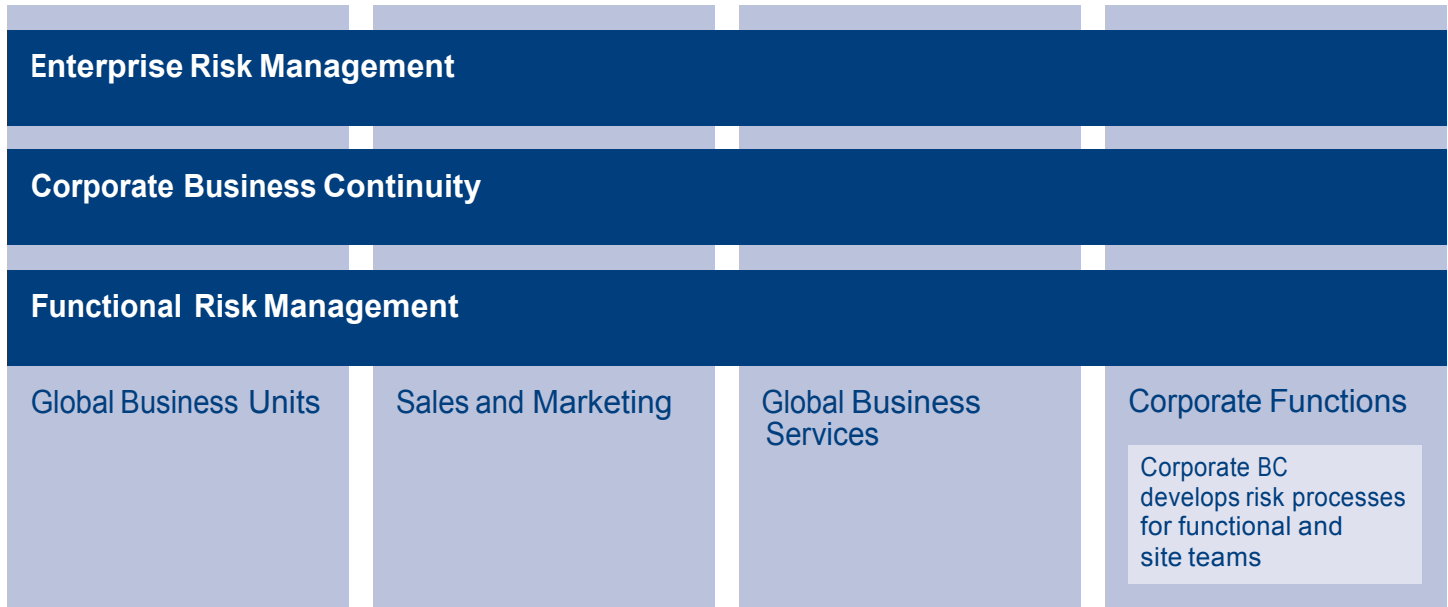 Enterprise Risk Management
Corporate Business Continuity
Functional Risk Management
Global Business Units
Sales and Marketing
Global Business
Services
Corporate Functions
Corporate BC
develops risk processes
for functional and
site teams